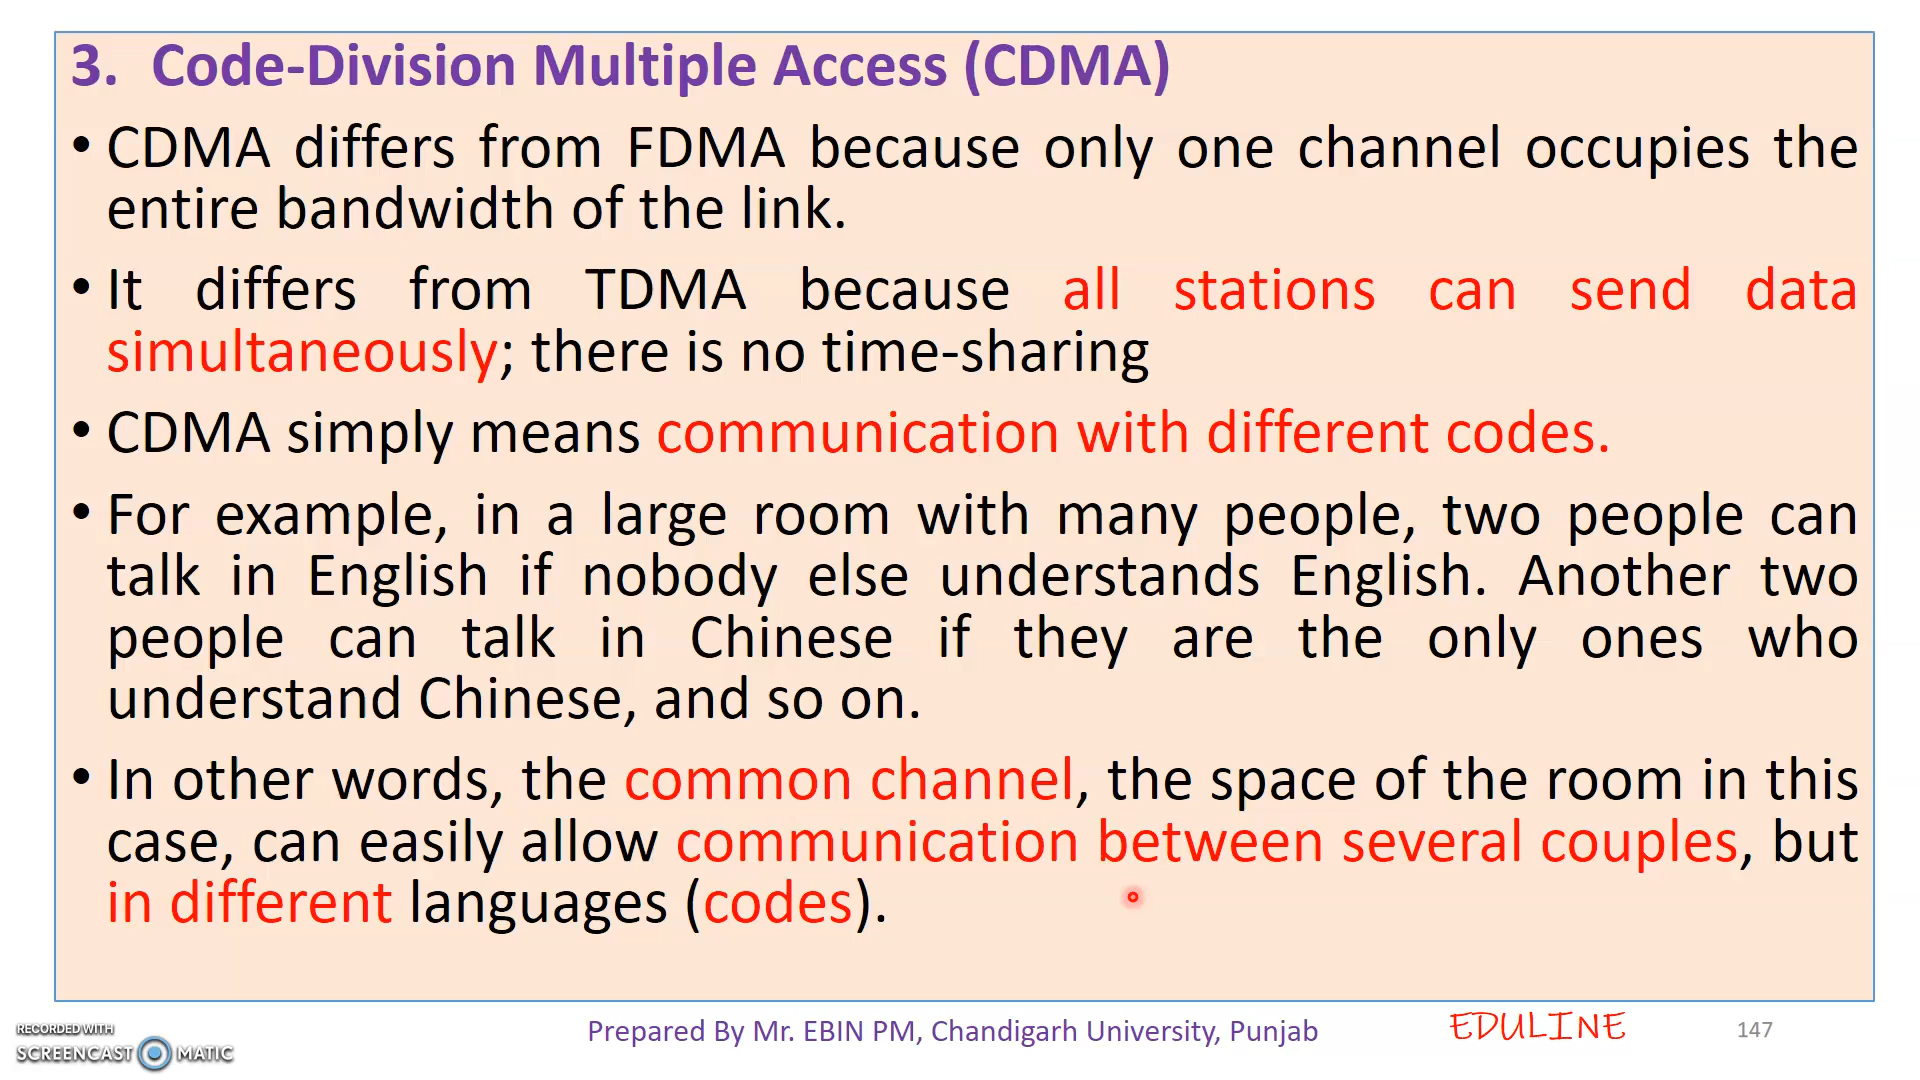 3. Code-Division Multiple Access (CDMA)
• CDMA differs from FDMA because only one channel occupies the
entire bandwidth of the link.
• It differs from TDMA because all stations can send data
simultaneously; there is no time-sharing
• CDMA simply means communication with different codes.
• For example, in a large room with many people, two people can
talk in English if nobody else understands English. Another two
people can talk in Chinese if they are the only ones who
understand Chinese, and so on.
• In other words, the common channel, the space of the room in this
case, can easily allow communication between several couples, but
in different languages (codes).
RECORDED WITH
SCREENCAST MATIC
Prepared By Mr. EBIN PM, Chandigarh University, Punjab
EDULINE
147